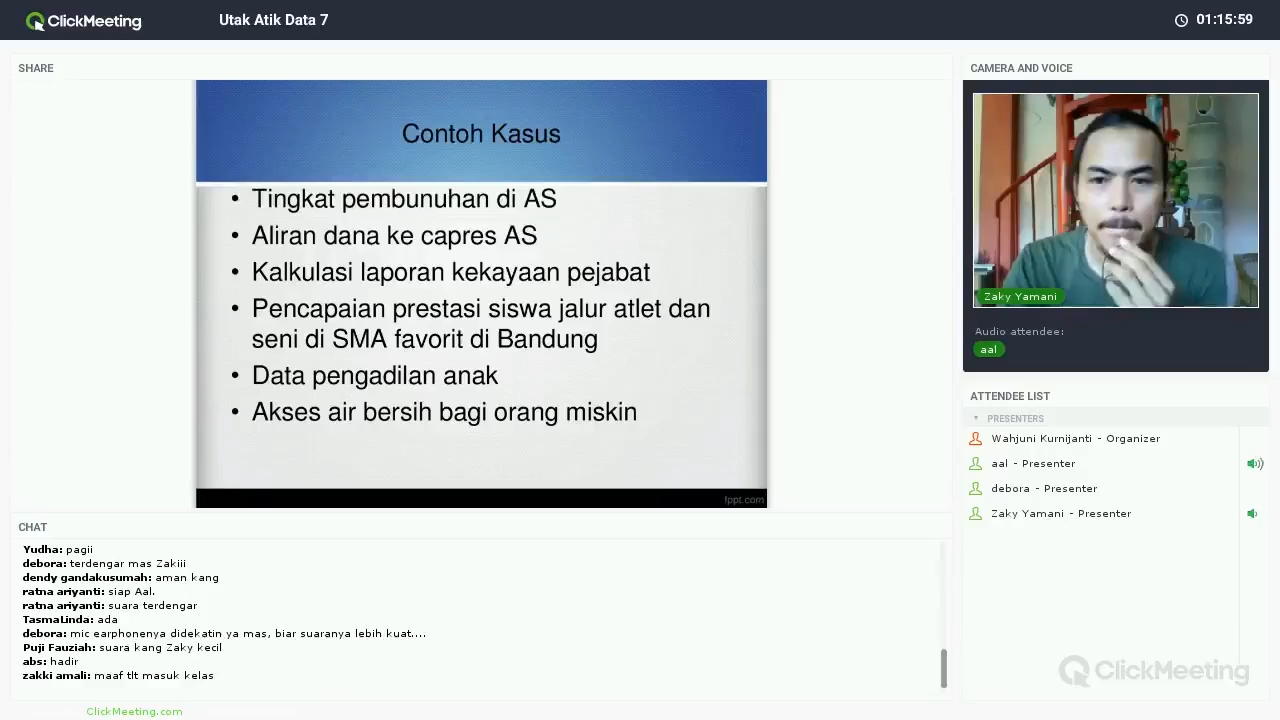 ClickMeeting
Utak Atik Data 7
01:15:59
SHARE
Contoh Kasus
• Tingkat pembunuhan di AS
• Aliran dana ke capres AS
• Kalkulasi laporan kekayaan pejabat
• Pencapaian prestasi siswa jalur atlet dan
seni di SMA favorit di Bandung
• Data pengadilan anak
• Akses air bersih bagi orang miskin
fppt.com
CAMERA AND VOICE
Zaky Yamani
Audio attendee:
aal
ATTENDEE LIST
PRESENTERS
Wahjuni Kurnijanti - Organizer
aal - Presenter
debora - Presenter
Zaky Yamani - Presenter
CHAT
Yudha: pagii
debora: terdengar mas Zakiii
dendy gandakusumah: aman kang
ratna ariyanti: siap Aal.
ratna ariyanti: suara terdengar
TasmaLinda: ada
debora: mic earphonenya didekatin ya mas, biar suaranya lebih kuat....
Puji Fauziah: suara kang Zaky kecil
abs: hadir
zakki amali: maaf tlt masuk kelas
ClickMeeting
ClickMeeting.com